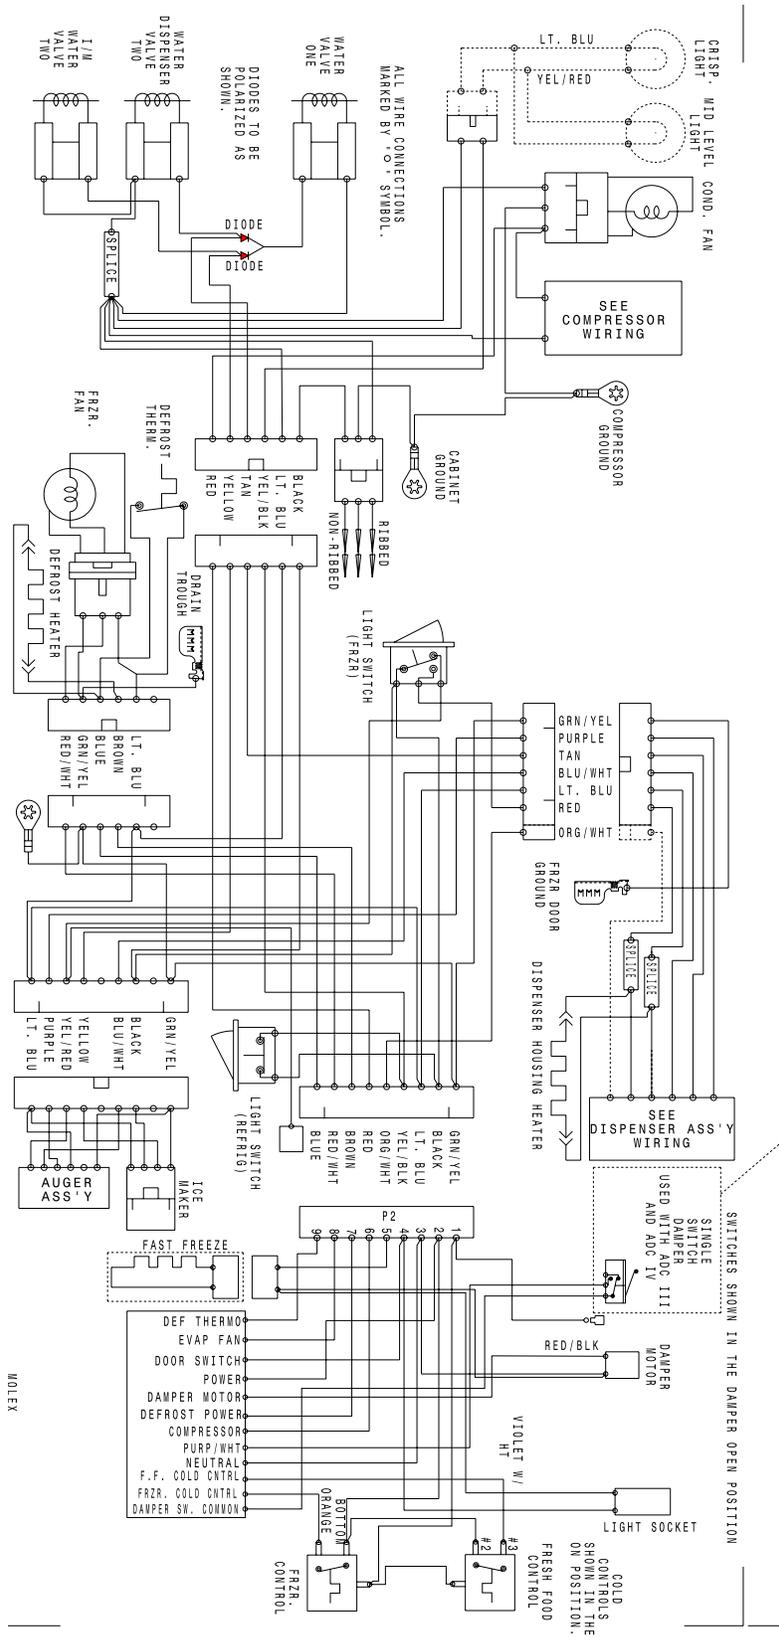 I/M
WATER
VALVE
TWO
WATER
DISPENSER
VALVE
TWO
DIODES TO BE
POLARIZED AS
SHOWN.
WATER
VALVE
ONE
ALL WIRE CONNECTIONS
MARKED BY "O" SYMBOL.
LT. BLU
YEL/RED
CRISP.
LIGHT
MID LEVEL
LIGHT
COND. FAN
DIODE
DIODE
SPLICE
SEE
COMPRESSOR
WIRING
COMPRESSOR
GROUND
CABINET
GROUND
FRZR.
FAN
DEFROST
THERM.
RED
YELLOW
TAN
YEL/BLK
LT. BLU
BLACK
NON-RIBBED
RIBBED
DEFROST HEATER
DRAIN
TROUGH
LIGHT SWITCH
(FRZR)
RED/WHT
GRN/YEL
BLUE
BROWN
LT. BLU
GRN/YEL
PURPLE
TAN
BLU/WHT
LT. BLU
RED
ORG/WHT
FRZR DOOR
GROUND
SPLICE
SPLICE
DISPENSER HOUSING HEATER
LT. BLU
PURPLE
YEL/RED
YELLOW
BLU/WHT
BLACK
GRN/YEL
LIGHT SWITCH
(REFRIG)
BLUE
RED/WHT
BROWN
RED
ORG/WHT
YEL/BLK
LT. BLU
BLACK
GRN/YEL
SEE
DISPENSER ASS'Y
WIRING
AUGER
ASS'Y
ICE
MAKER
P2
9
8
7
6
5
4
3
2
1
SINGLE
SWITCH
DAMPER
USED WITH ADC III
AND ADC IV
SWITCHES SHOWN IN THE DAMPER OPEN POSITION
FAST FREEZE
DEF THERMO
EVAP FAN
DOOR SWITCH
POWER
DAMPER MOTOR
DEFROST POWER
COMPRESSOR
PURP/WHT
NEUTRAL
F.F. COLD CNTRL
FRZR. COLD CNTRL
DAMPER SW. COMMON
RED/BLK
DAMPER
MOTOR
MOLEX
VIOLET W/
HT
LIGHT SOCKET
ORANGE
BOTTOM
#2
#3
FRZR.
CONTROL
FRESH FOOD
CONTROL
COLD
CONTROLS
SHOWN IN THE
ON POSITION.